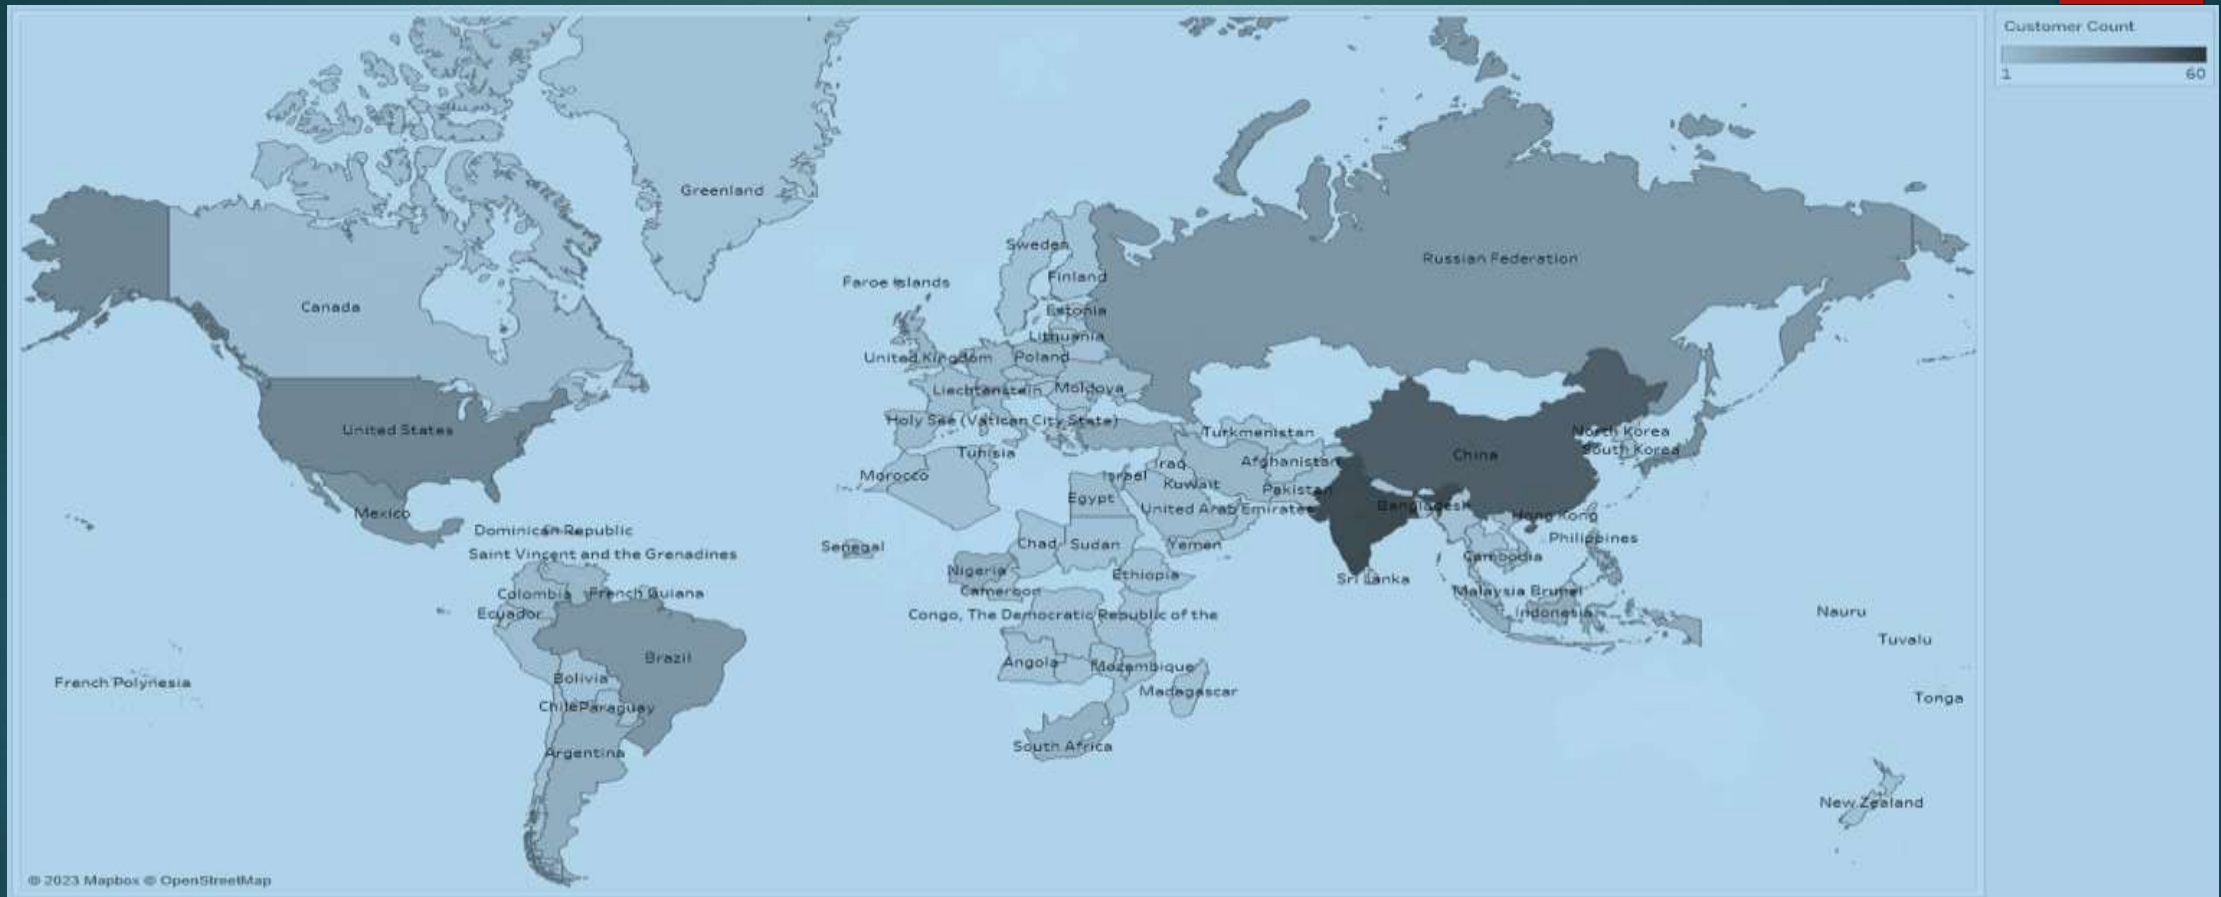 Customer Count
1 60
Greenland
Sweden
Russian Federation
Finland
Faroe Islands
Canada
Estonia
Lithuania
United Kingdom
Poland
Liechtenstein
Moldova
Holy See (Vatican City State)
United States
Turkmenistan
North Korea
South Korea
China
Tunisia
Iraq
Afghanistan
Morocco
Israel
Kuwait
Pakistan
Egypt
United Arab Emirates
Bangladesh
Hong Kong
Mexico
Dominican Republic
Philippines
Senegal
Chad
Sudan
Yemen
Saint Vincent and the Grenadines
Cambodia
Nigeria
Ethiopia
Sri Lanka
Colombia
French Guiana
Cameroon
Malaysia
Brunei
Ecuador
Congo, The Democratic Republic of the
Indonesia
Nauru
Tuvalu
Brazil
Angola
Mozambique
Bolivia
French Polynesia
Madagascar
Tonga
Chile
Paraguay
South Africa
Argentina
New Zealand
© 2023 Mapbox © OpenStreetMap